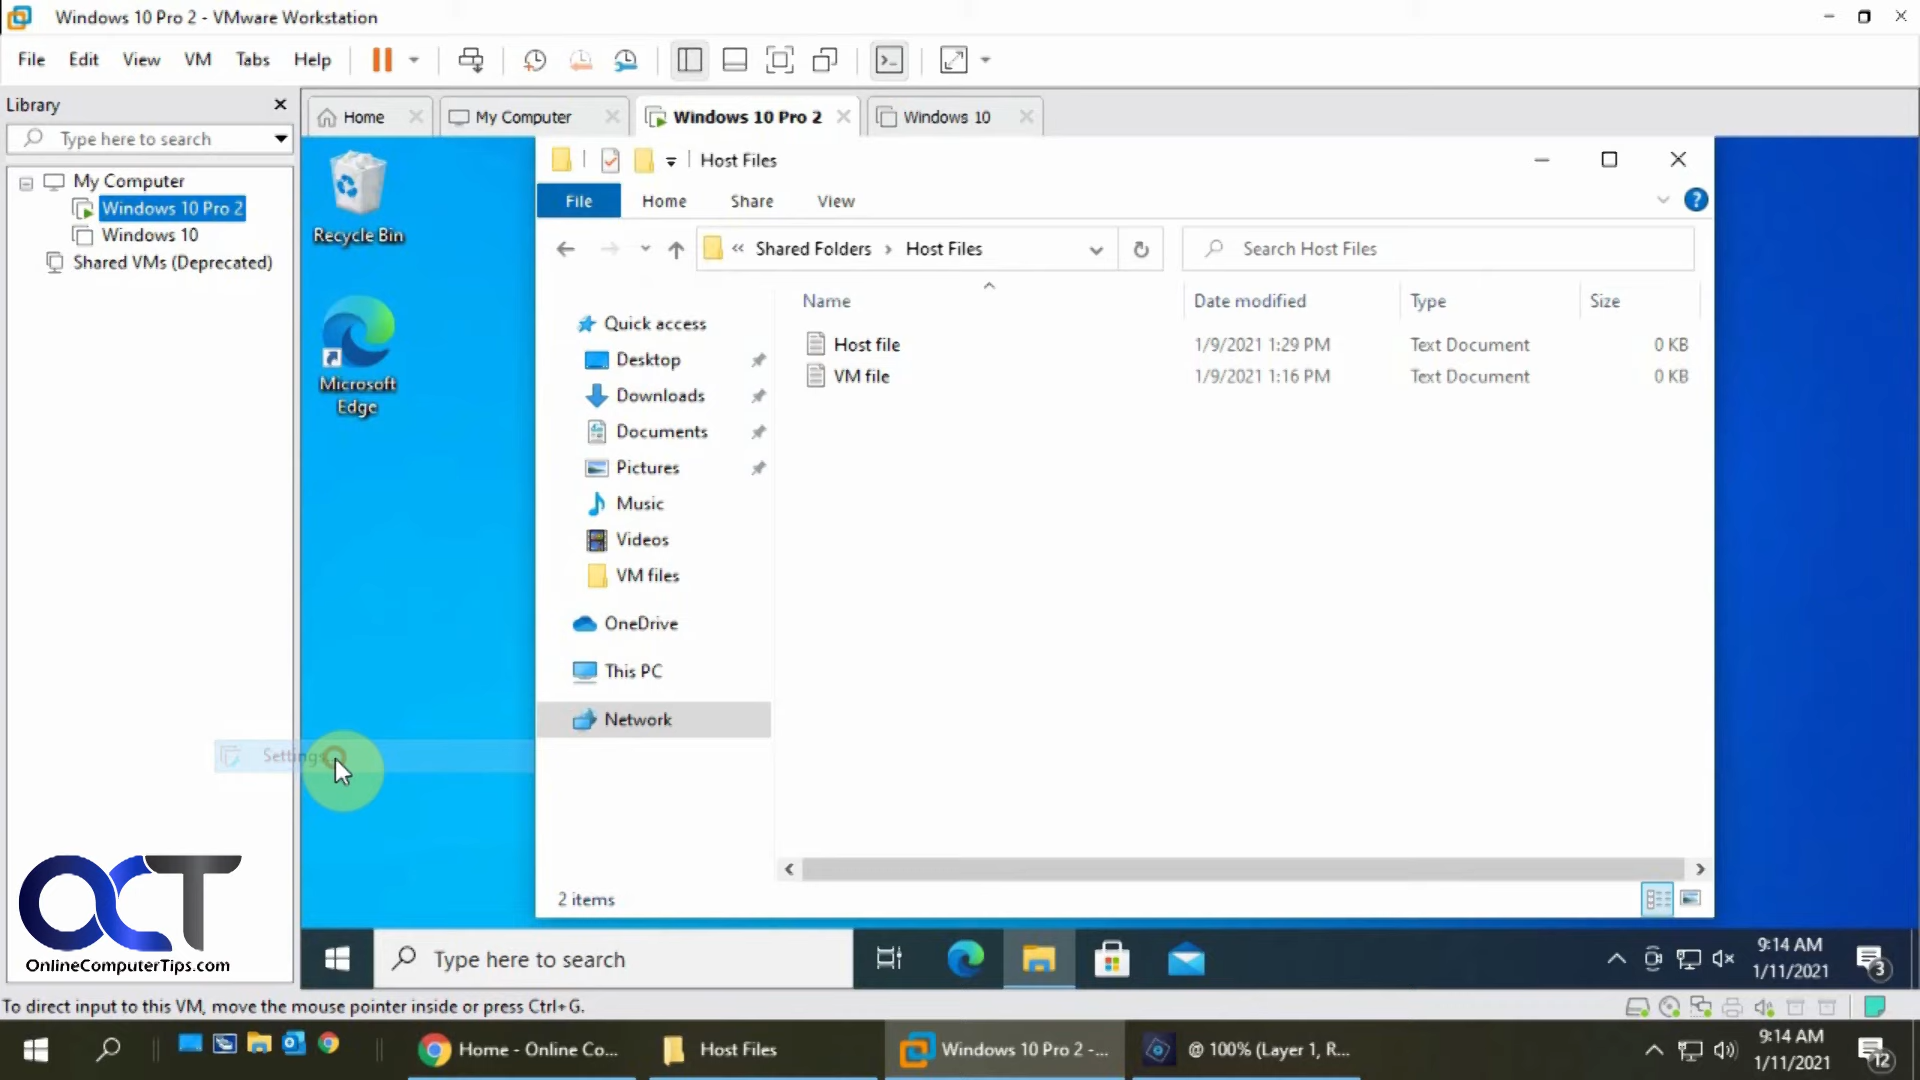 Windows 10 Pro 2 - VMware Workstation
File Edit View VM Tabs Help
Library
Type here to search
My Computer
Windows 10 Pro 2
Windows 10
Shared VMs (Deprecated)
Home My Computer Windows 10 Pro 2 Windows 10
Recycle Bin
Microsoft
Edge
Host Files
File Home Share View
« Shared Folders › Host Files
Search Host Files
Name Date modified Type Size
Host file 1/9/2021 1:29 PM Text Document 0 KB
VM file 1/9/2021 1:16 PM Text Document 0 KB
Quick access
Desktop
Downloads
Documents
Pictures
Music
Videos
VM files
OneDrive
This PC
Network
Settings...
2 items
OCT
OnlineComputerTips.com
Type here to search
9:14 AM
1/11/2021
3
To direct input to this VM, move the mouse pointer inside or press Ctrl+G.
Home - Online Co...
Host Files
Windows 10 Pro 2 -...
@ 100% (Layer 1, R...
9:14 AM
1/11/2021
12